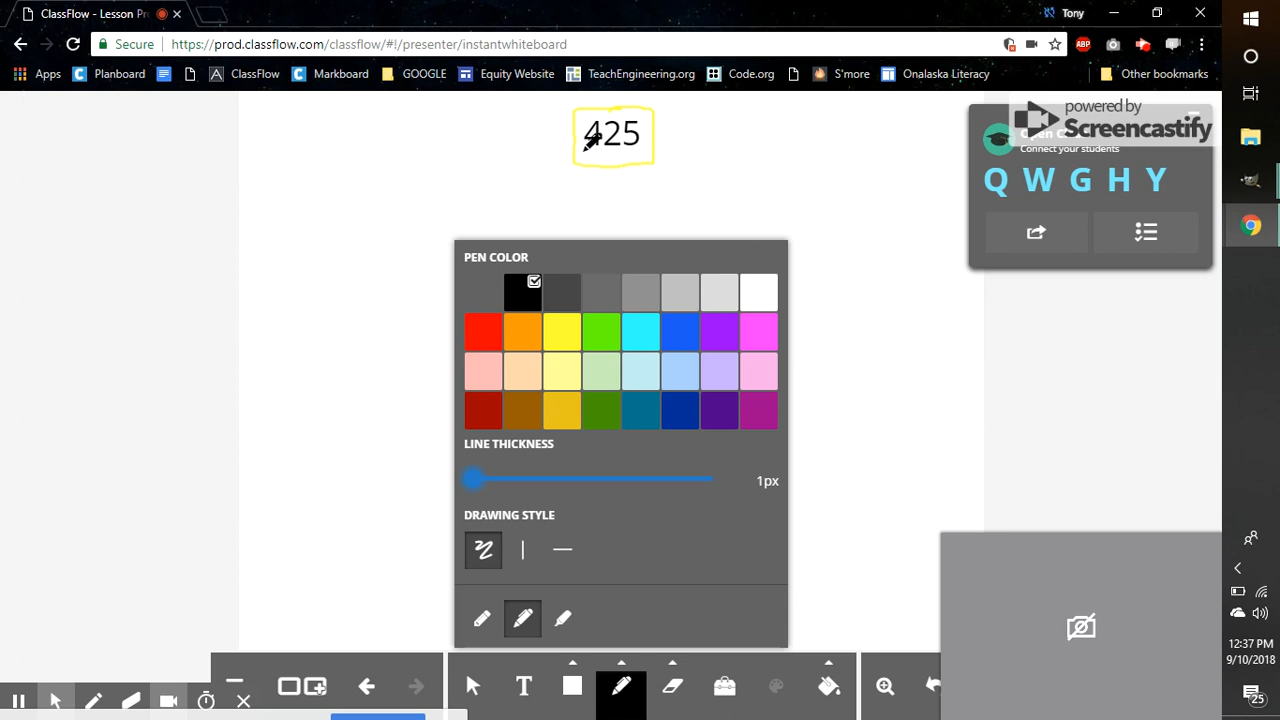 ClassFlow - Lesson Pr
Tony
Secure
https://prod.classflow.com/classflow/#!/presenter/instantwhiteboard
ABP
Apps
Planboard
ClassFlow
Markboard
GOOGLE
Equity Website
TeachEngineering.org
Code.org
S'more
Onalaska Literacy
Other bookmarks
425
powered by
Screencastify
Connect your students
Q W G H Y
PEN COLOR
LINE THICKNESS
1px
DRAWING STYLE
T
12:37 PM
9/10/2018
25